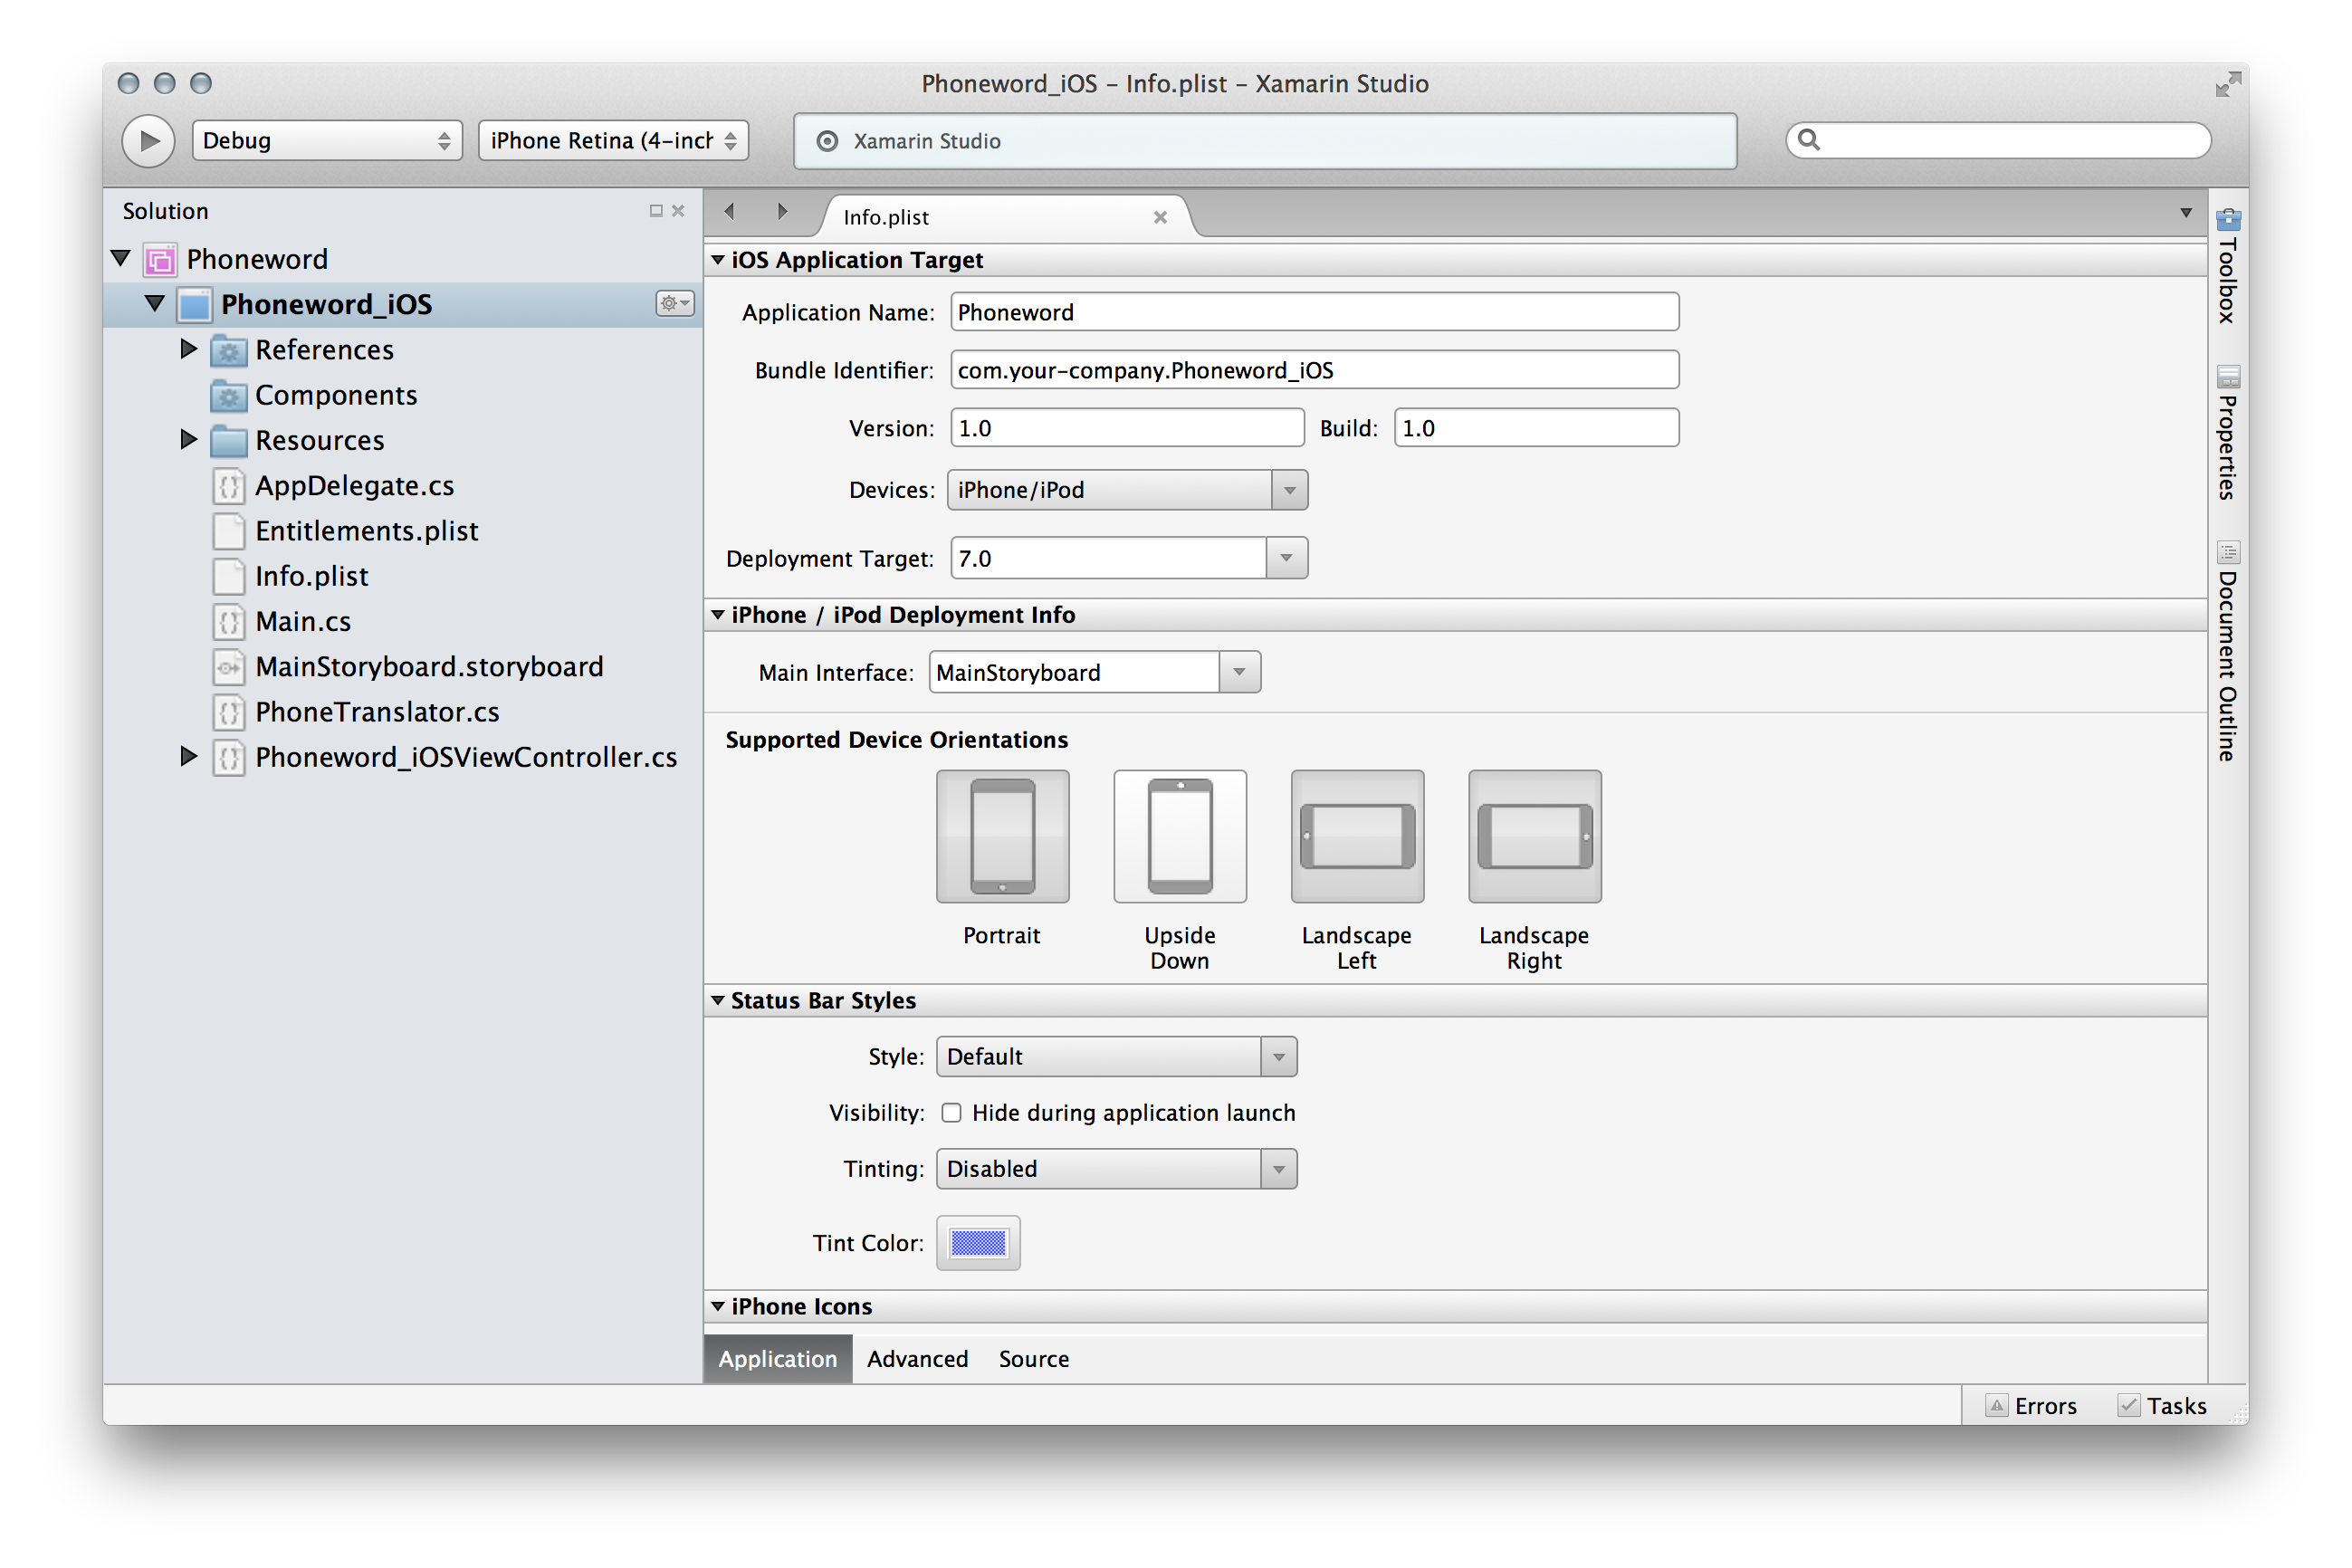 Phoneword_iOS – Info.plist – Xamarin Studio
Debug
iPhone Retina (4-inch
Xamarin Studio
Solution
Phoneword
Phoneword_iOS
References
Components
Resources
AppDelegate.cs
Entitlements.plist
Info.plist
Main.cs
MainStoryboard.storyboard
PhoneTranslator.cs
Phoneword_iOSViewController.cs
Info.plist
iOS Application Target
Application Name: Phoneword
Bundle Identifier: com.your-company.Phoneword_iOS
Version: 1.0 Build: 1.0
Devices: iPhone/iPod
Deployment Target: 7.0
iPhone / iPod Deployment Info
Main Interface: MainStoryboard
Supported Device Orientations
Portrait
Upside
Down
Landscape
Left
Landscape
Right
Status Bar Styles
Style: Default
Visibility: Hide during application launch
Tinting: Disabled
Tint Color:
iPhone Icons
Application Advanced Source
Toolbox
Properties
Document Outline
Errors Tasks